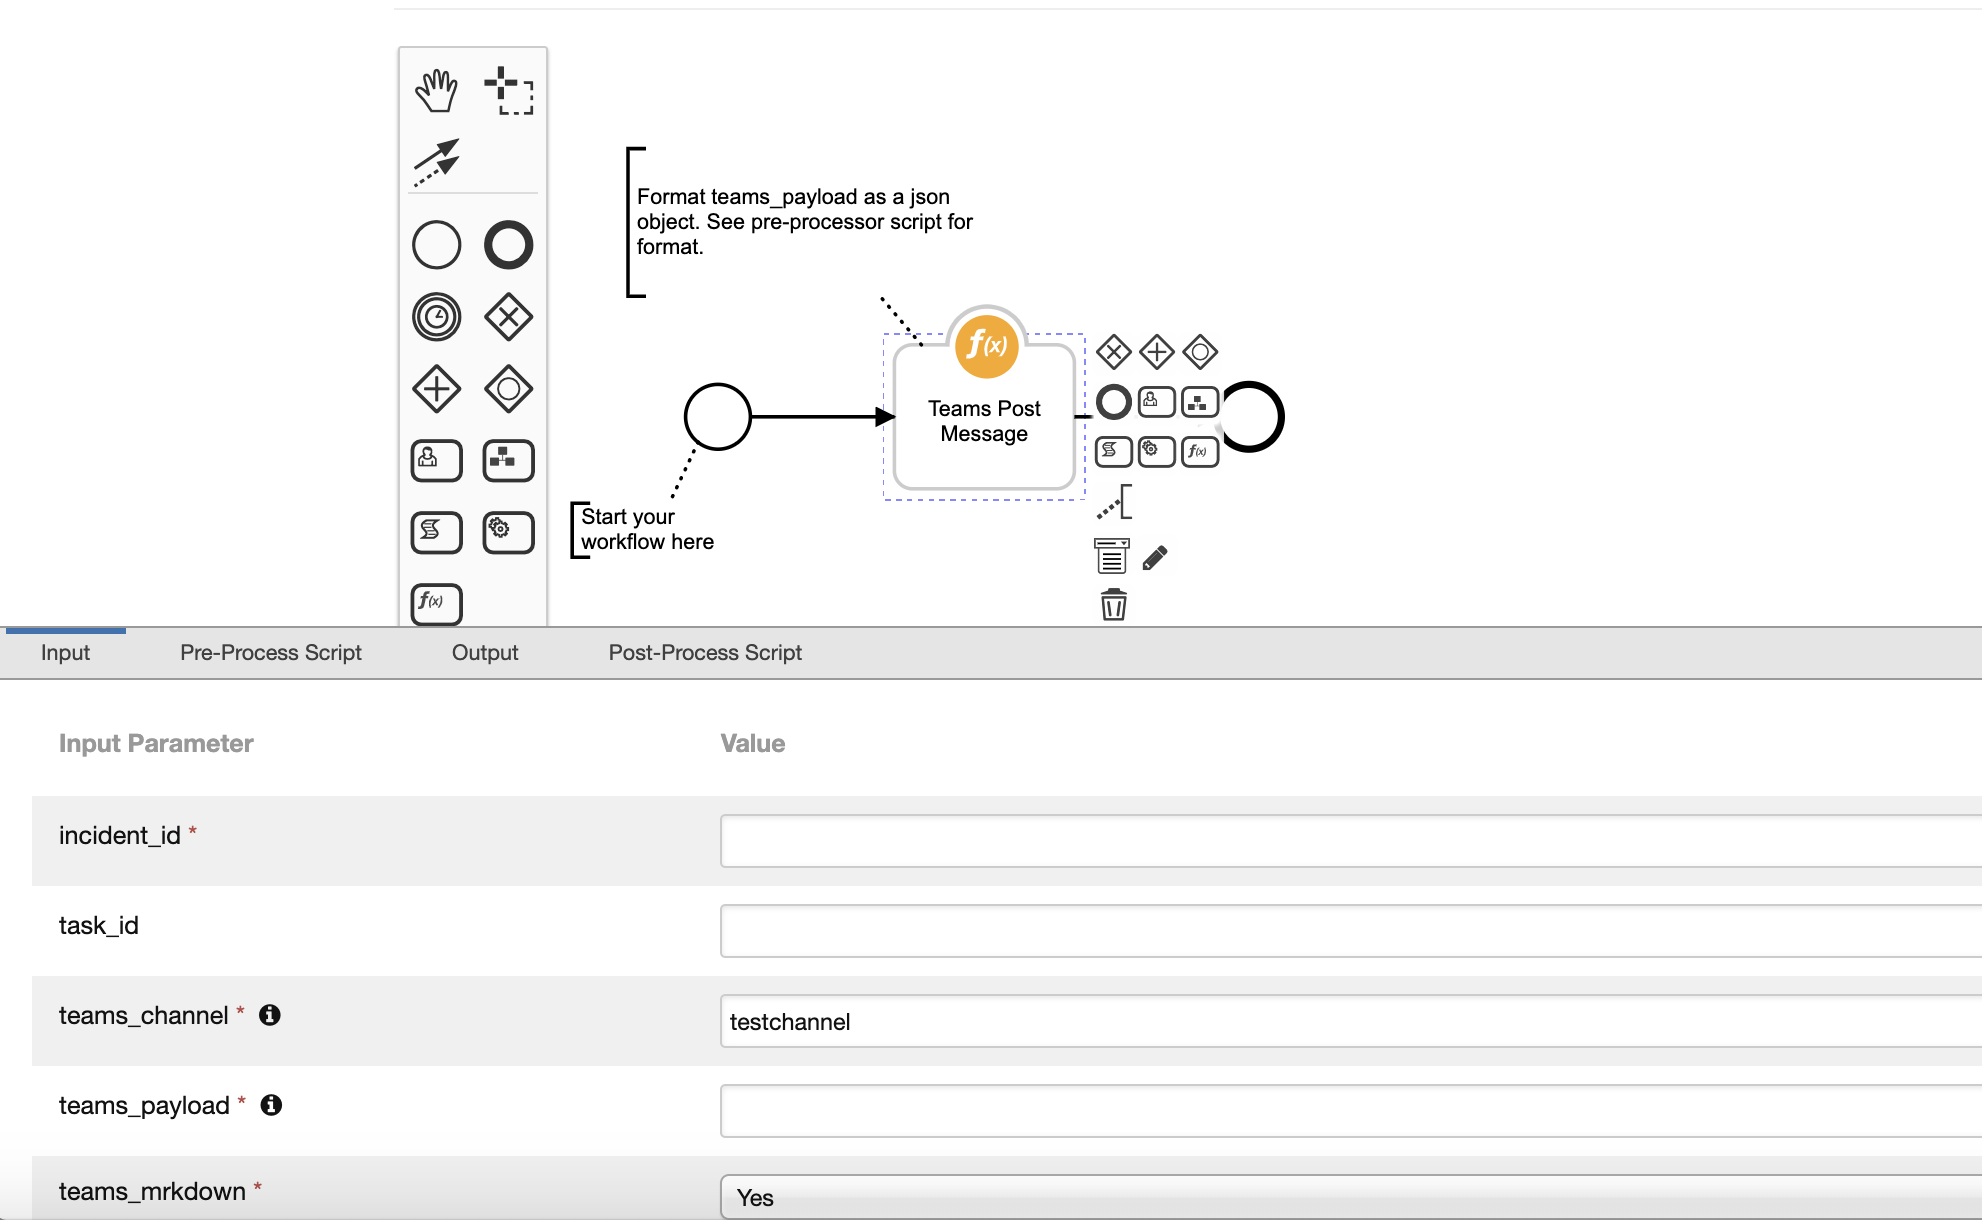 Format teams_payload as a json
object. See pre-processor script for
format.
f(x)
Teams Post
Message
f(x)
Start your
workflow here
f(x)
Input Pre-Process Script Output Post-Process Script
Input Parameter Value
incident_id *
task_id
teams_channel * testchannel
teams_payload *
teams_mrkdown * Yes